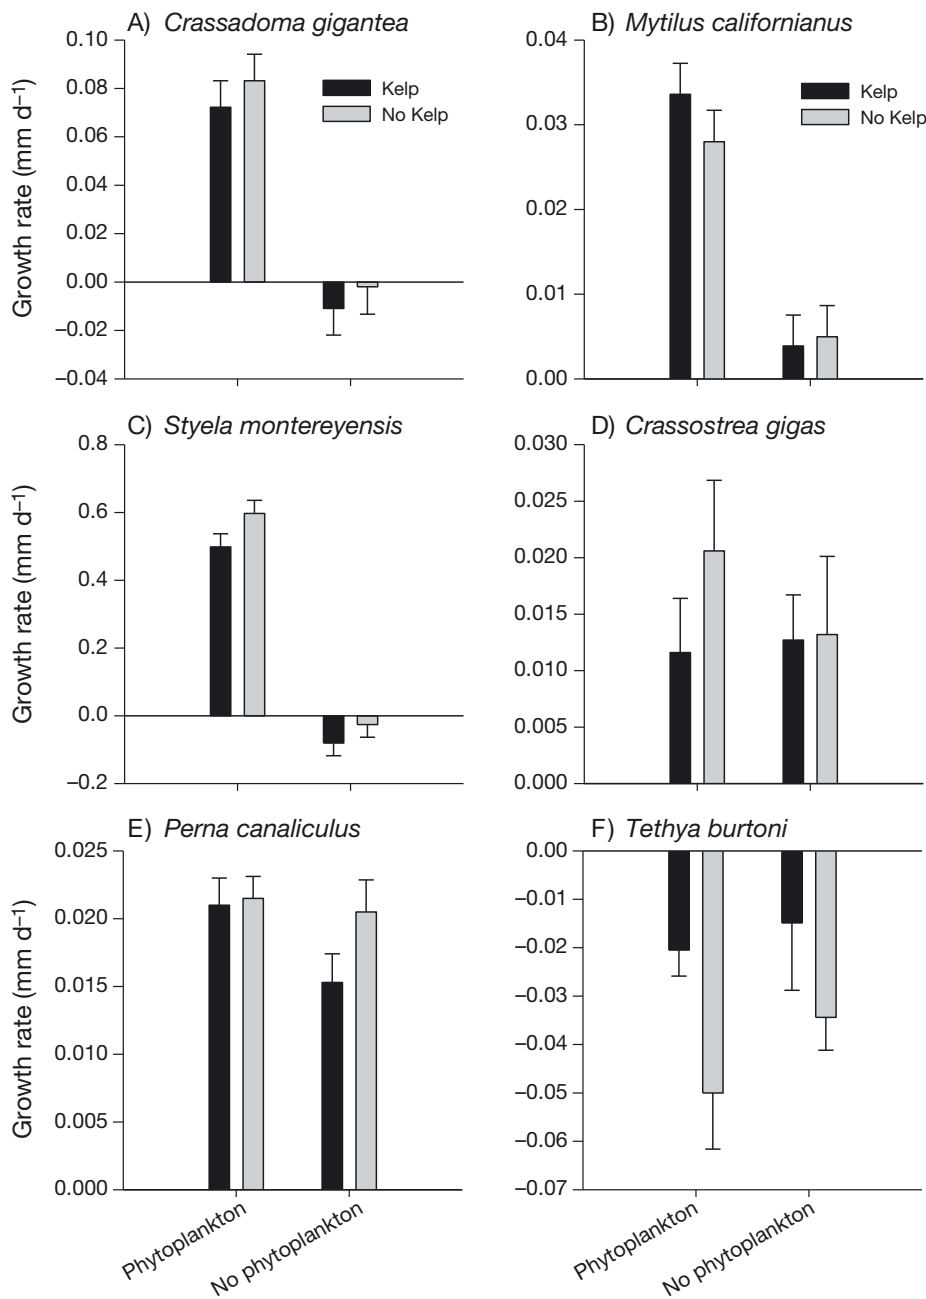 A) Crassadoma gigantea
0.10
0.08
0.06
0.04
0.02
0.00
−0.02
−0.04
Growth rate (mm d−1)
Kelp
No Kelp
B) Mytilus californianus
0.04
0.03
0.02
0.01
0.00
Kelp
No Kelp
C) Styela montereyensis
0.8
0.6
0.4
0.2
0.0
−0.2
Growth rate (mm d−1)
D) Crassostrea gigas
0.030
0.025
0.020
0.015
0.010
0.005
0.000
E) Perna canaliculus
0.025
0.020
0.015
0.010
0.005
0.000
Growth rate (mm d−1)
Phytoplankton
No phytoplankton
F) Tethya burtoni
0.00
−0.01
−0.02
−0.03
−0.04
−0.05
−0.06
−0.07
Phytoplankton
No phytoplankton